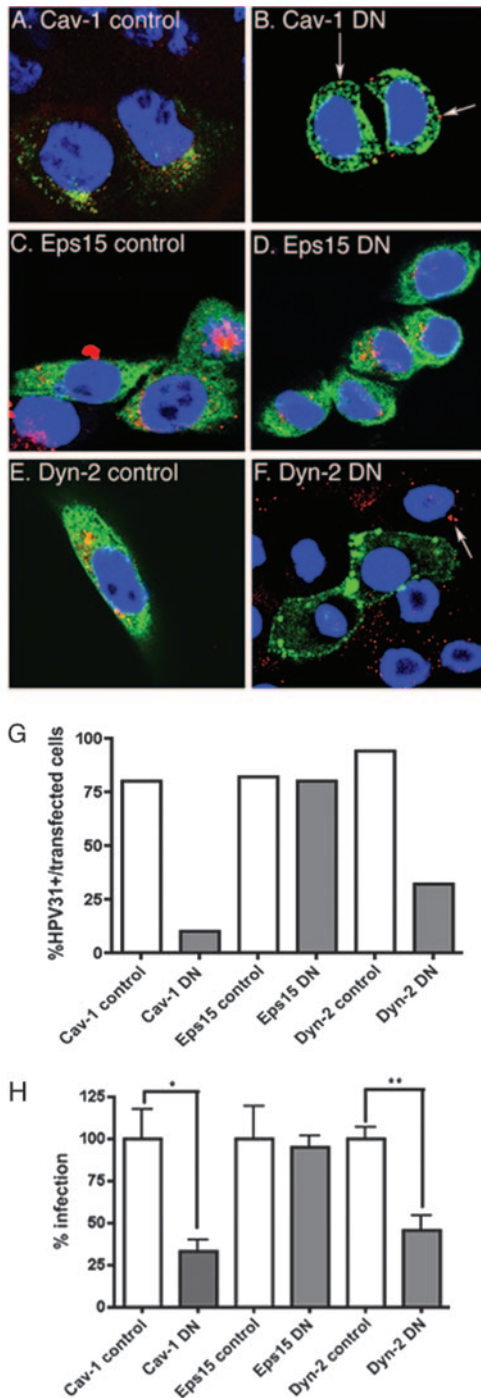 A. Cav-1 control
B. Cav-1 DN
C. Eps15 control
D. Eps15 DN
E. Dyn-2 control
F. Dyn-2 DN
G
%HPV31+/transfected cells
100
75
50
25
0
Cav-1 control
Cav-1 DN
Eps15 control
Eps15 DN
Dyn-2 control
Dyn-2 DN
H
% infection
125
100
75
50
25
0
*
**
Cav-1 control
Cav-1 DN
Eps15 control
Eps15 DN
Dyn-2 control
Dyn-2 DN